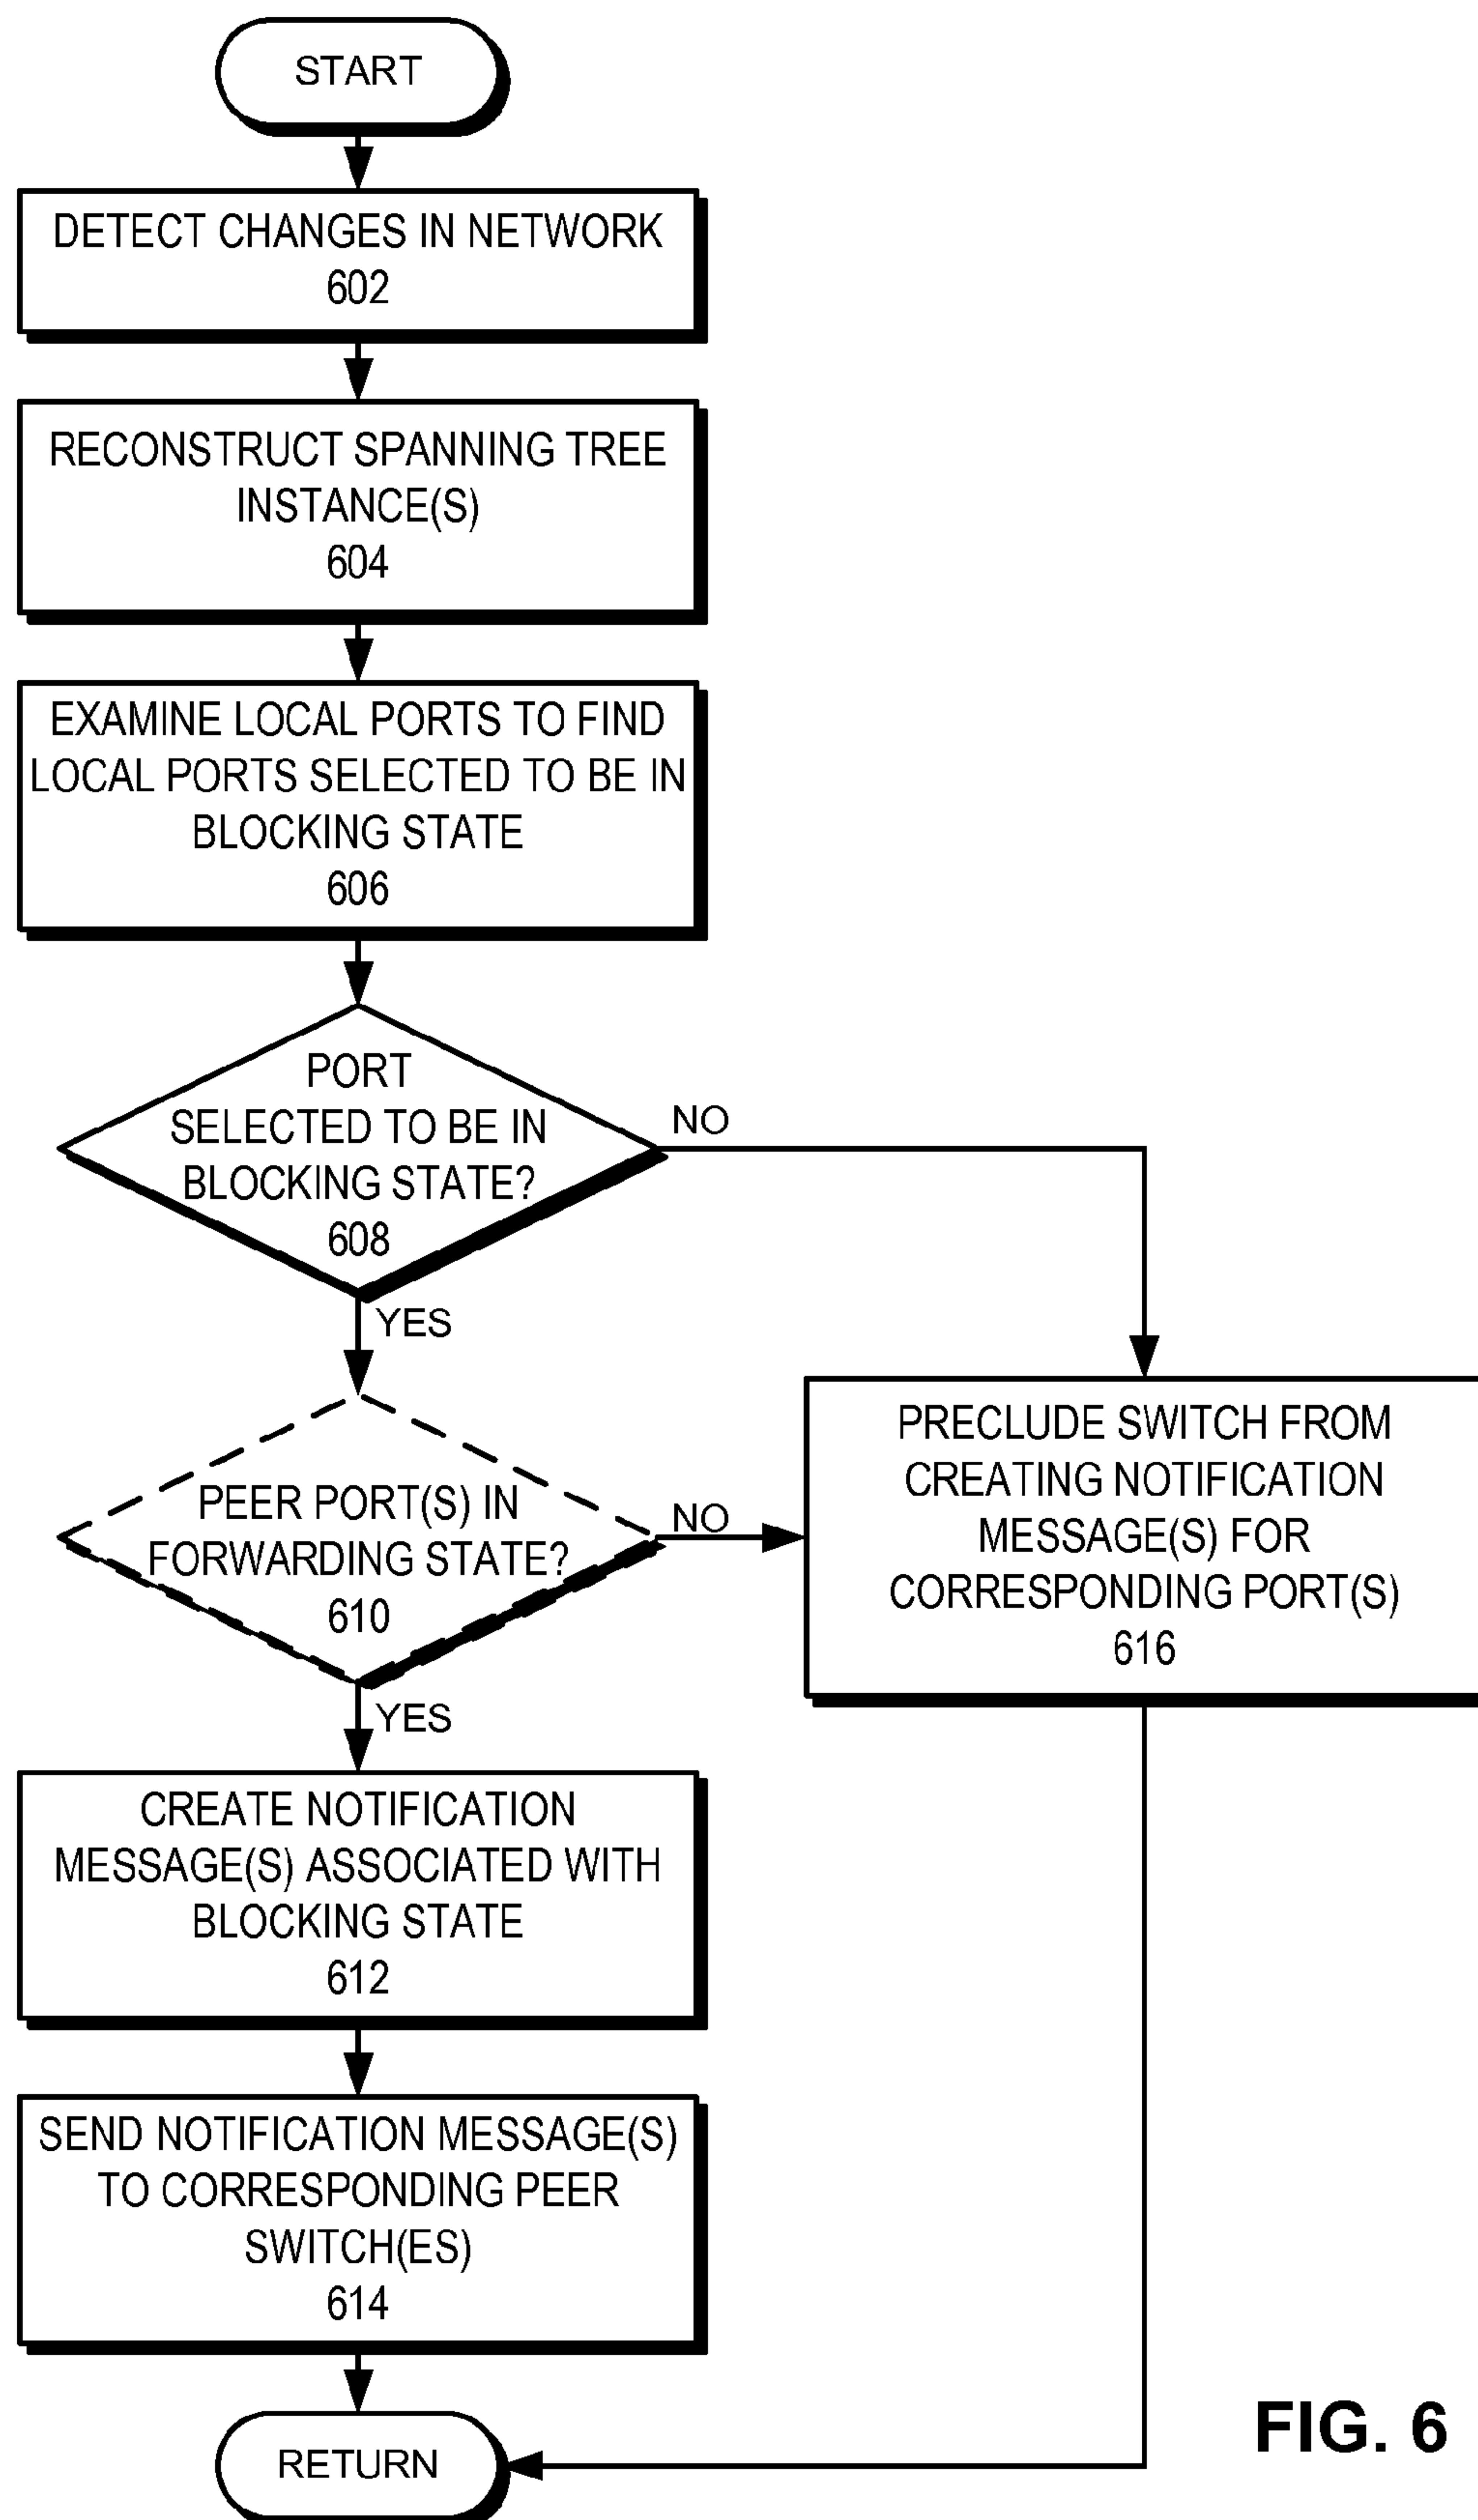 START
DETECT CHANGES IN NETWORK
602
RECONSTRUCT SPANNING TREE
INSTANCE(S)
604
EXAMINE LOCAL PORTS TO FIND
LOCAL PORTS SELECTED TO BE IN
BLOCKING STATE
606
PORT
SELECTED TO BE IN
BLOCKING STATE?
608
NO
YES
PEER PORT(S) IN
FORWARDING STATE?
610
NO
YES
PRECLUDE SWITCH FROM
CREATING NOTIFICATION
MESSAGE(S) FOR
CORRESPONDING PORT(S)
616
CREATE NOTIFICATION
MESSAGE(S) ASSOCIATED WITH
BLOCKING STATE
612
SEND NOTIFICATION MESSAGE(S)
TO CORRESPONDING PEER
SWITCH(ES)
614
RETURN
FIG. 6